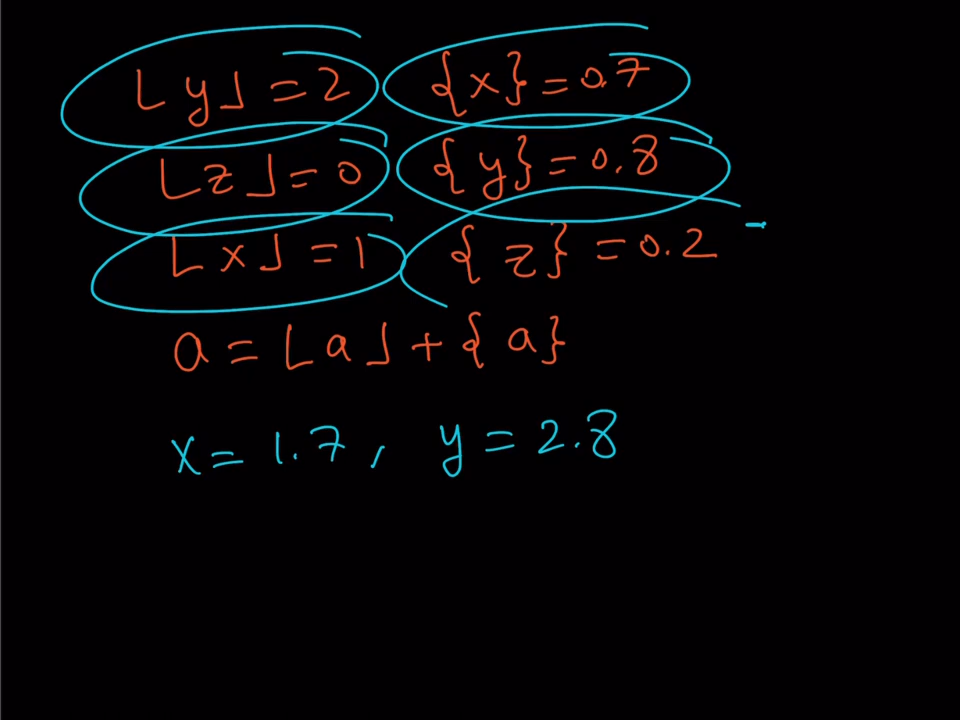 ⌊y⌋ = 2 {x} = 0.7
⌊z⌋ = 0 {y} = 0.8
⌊x⌋ = 1 {z} = 0.2
a = ⌊a⌋ + {a}
x = 1.7, y = 2.8